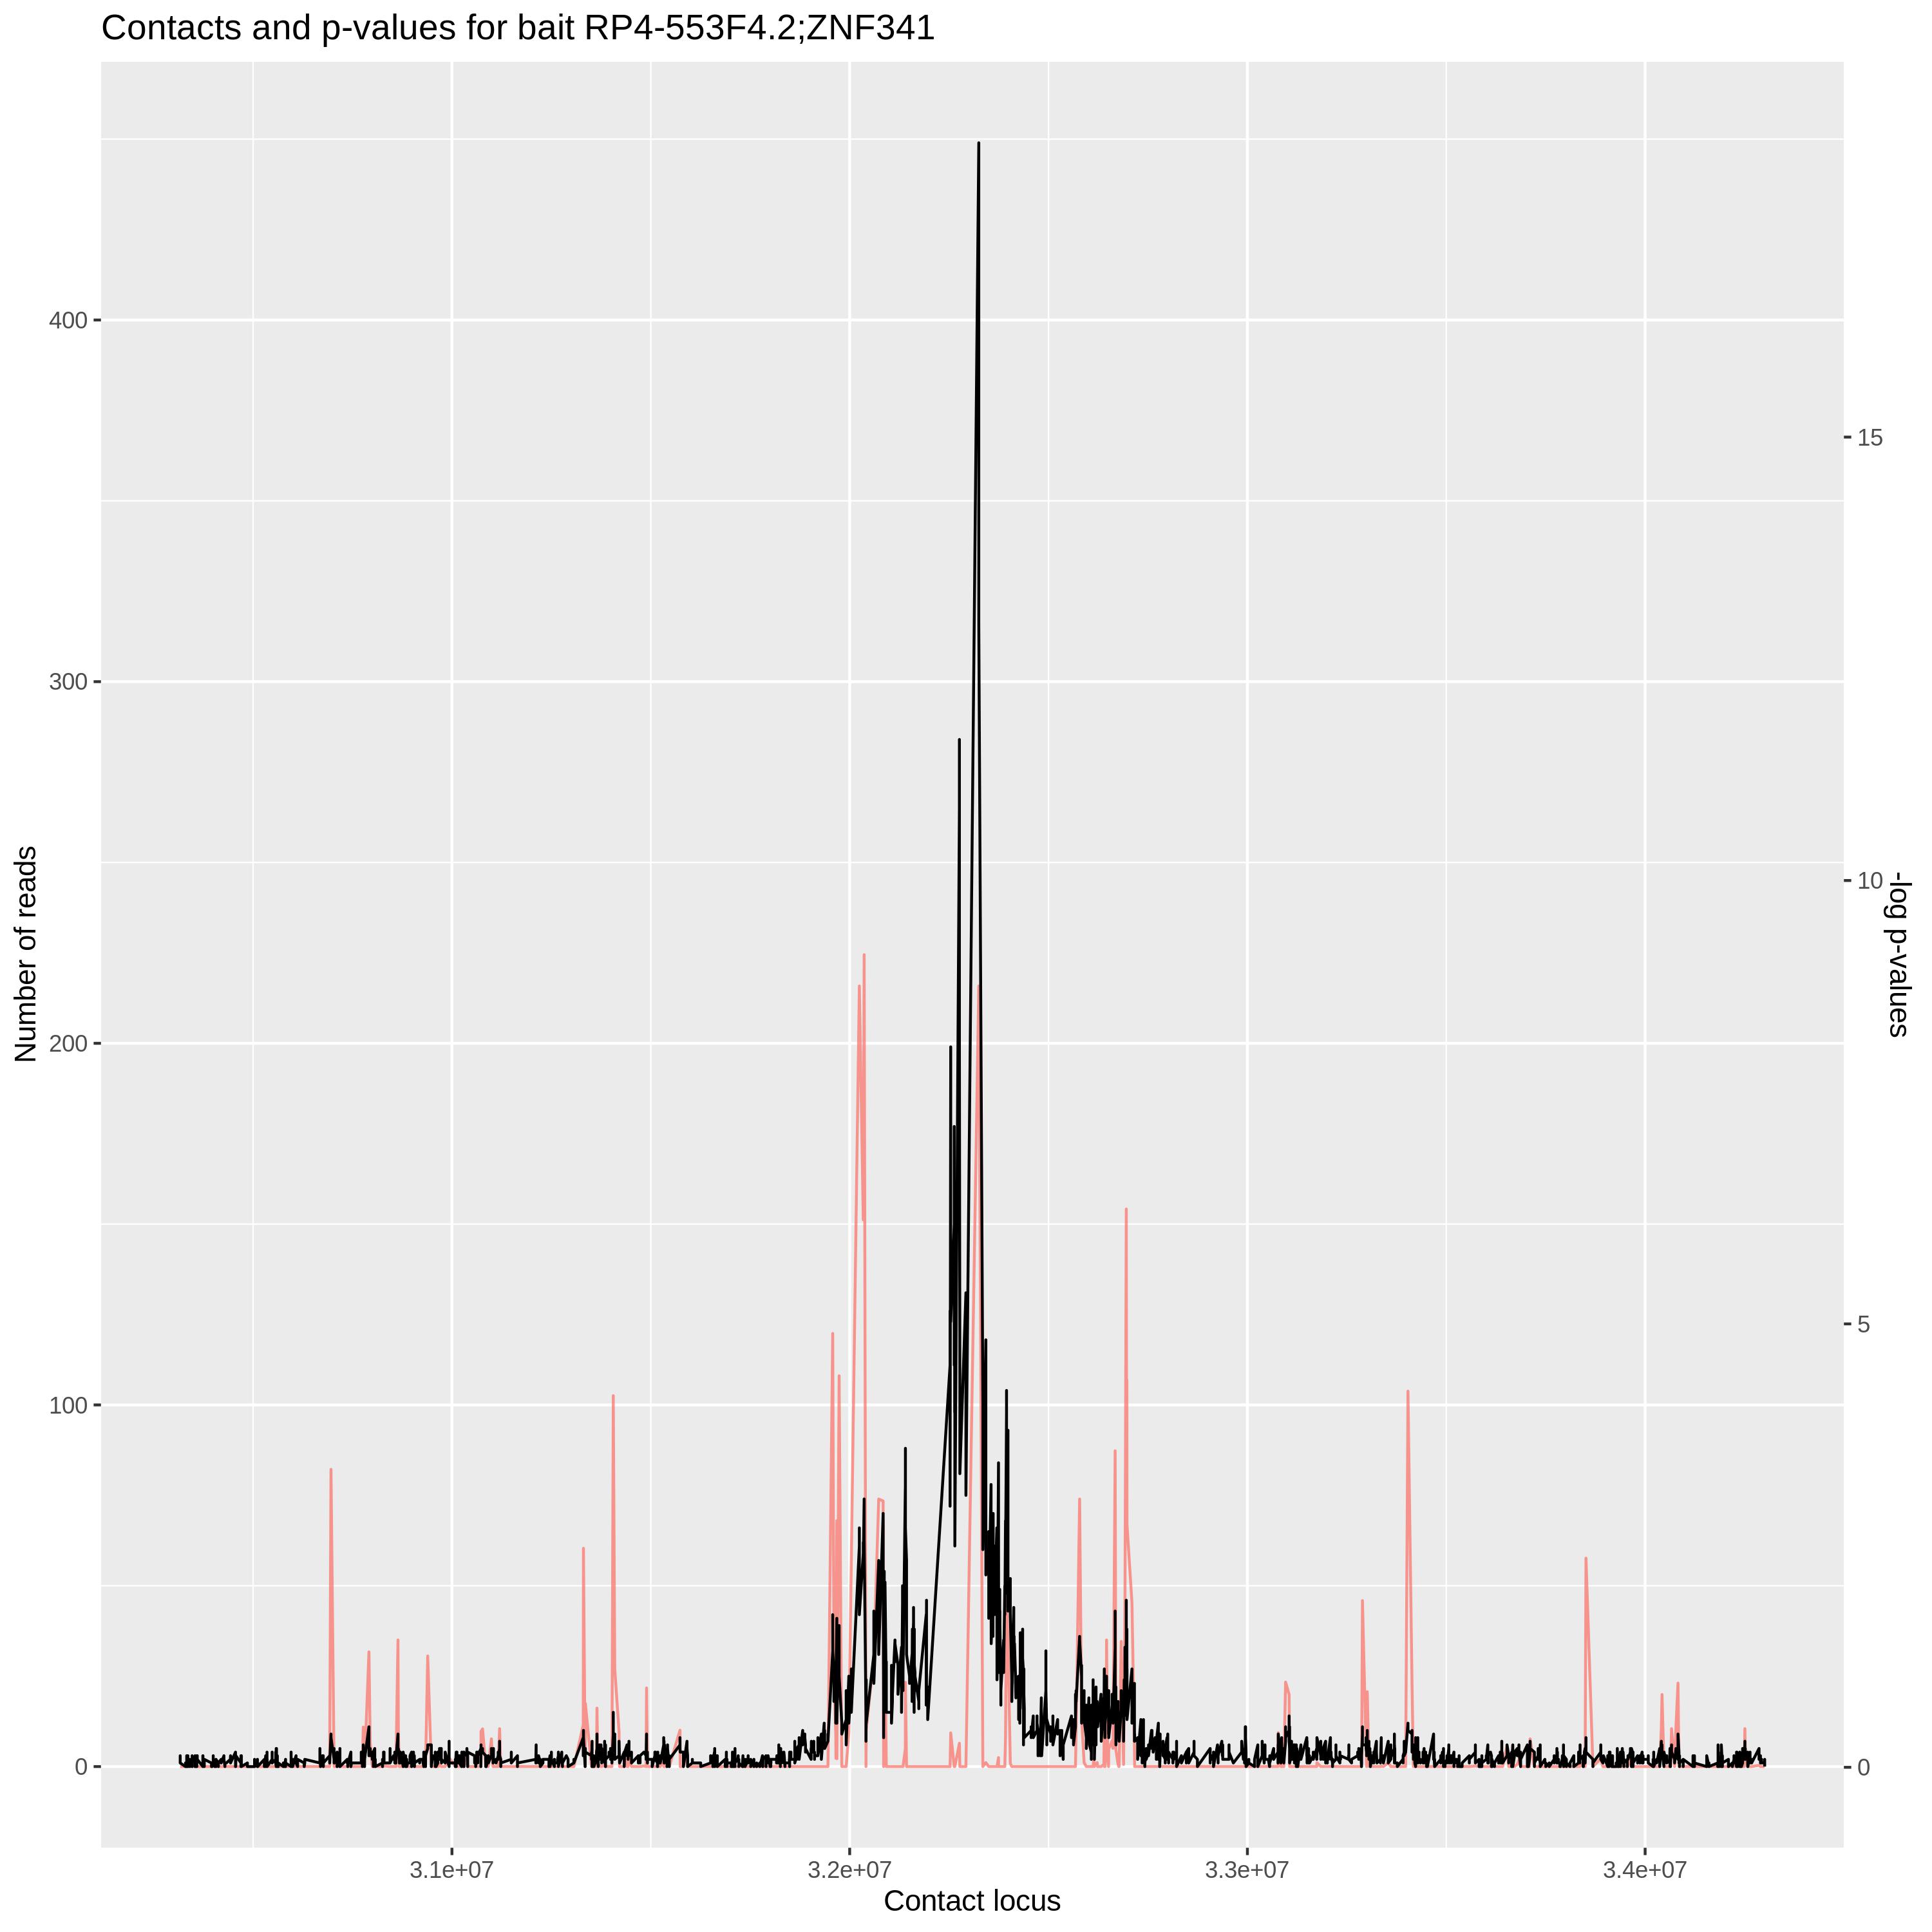 Contacts and p-values for bait RP4-553F4.2;ZNF341
Number of reads
400
300
200
100
0
15
10
5
0
-log p-values
3.1e+07
3.2e+07
3.3e+07
3.4e+07
Contact locus